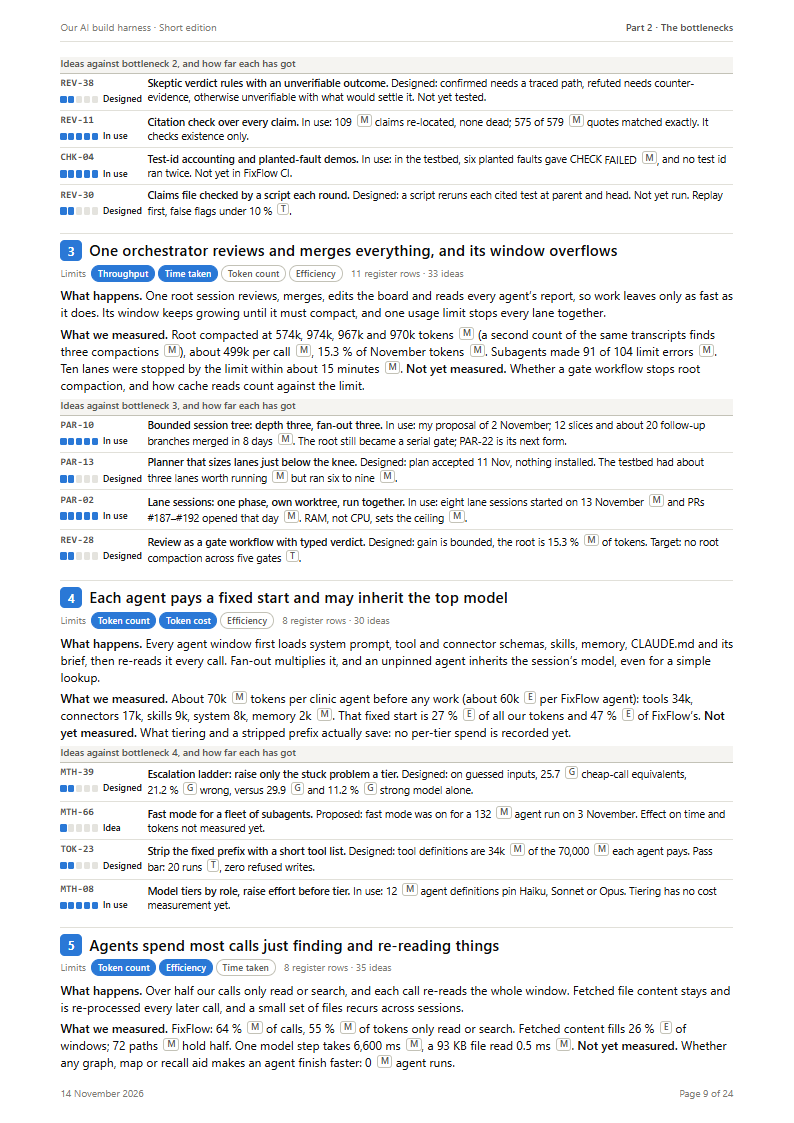 Our AI build harness · Short edition
Part 2 · The bottlenecks
Ideas against bottleneck 2, and how far each has got
REV-38
Designed
Skeptic verdict rules with an unverifiable outcome. Designed: confirmed needs a traced path, refuted needs counter-
evidence, otherwise unverifiable with what would settle it. Not yet tested.
REV-11
In use
Citation check over every claim. In use: 109 M claims re-located, none dead; 575 of 579 M quotes matched exactly. It
checks existence only.
CHK-04
In use
Test-id accounting and planted-fault demos. In use: in the testbed, six planted faults gave CHECK FAILED M, and no test id
ran twice. Not yet in FixFlow CI.
REV-30
Designed
Claims file checked by a script each round. Designed: a script reruns each cited test at parent and head. Not yet run. Replay
first, false flags under 10 % T.
3 One orchestrator reviews and merges everything, and its window overflows
Limits Throughput Time taken Token count Efficiency 11 register rows · 33 ideas
What happens. One root session reviews, merges, edits the board and reads every agent's report, so work leaves only as fast as
it does. Its window keeps growing until it must compact, and one usage limit stops every lane together.
What we measured. Root compacted at 574k, 974k, 967k and 970k tokens M (a second count of the same transcripts finds
three compactions M), about 499k per call M, 15.3 % of November tokens M. Subagents made 91 of 104 limit errors M.
Ten lanes were stopped by the limit within about 15 minutes M. Not yet measured. Whether a gate workflow stops root
compaction, and how cache reads count against the limit.
Ideas against bottleneck 3, and how far each has got
PAR-10
In use
Bounded session tree: depth three, fan-out three. In use: my proposal of 2 November; 12 slices and about 20 follow-up
branches merged in 8 days M. The root still became a serial gate; PAR-22 is its next form.
PAR-13
Designed
Planner that sizes lanes just below the knee. Designed: plan accepted 11 Nov, nothing installed. The testbed had about
three lanes worth running M but ran six to nine M.
PAR-02
In use
Lane sessions: one phase, own worktree, run together. In use: eight lane sessions started on 13 November M and PRs
#187–#192 opened that day M. RAM, not CPU, sets the ceiling M.
REV-28
Designed
Review as a gate workflow with typed verdict. Designed: gain is bounded, the root is 15.3 % M of tokens. Target: no root
compaction across five gates T.
4 Each agent pays a fixed start and may inherit the top model
Limits Token count Token cost Efficiency 8 register rows · 30 ideas
What happens. Every agent window first loads system prompt, tool and connector schemas, skills, memory, CLAUDE.md and its
brief, then re-reads it every call. Fan-out multiplies it, and an unpinned agent inherits the session's model, even for a simple
lookup.
What we measured. About 70k M tokens per clinic agent before any work (about 60k E per FixFlow agent): tools 34k,
connectors 17k, skills 9k, system 8k, memory 2k M. That fixed start is 27 % E of all our tokens and 47 % E of FixFlow's. Not
yet measured. What tiering and a stripped prefix actually save: no per-tier spend is recorded yet.
Ideas against bottleneck 4, and how far each has got
MTH-39
Designed
Escalation ladder: raise only the stuck problem a tier. Designed: on guessed inputs, 25.7 G cheap-call equivalents,
21.2 % G wrong, versus 29.9 G and 11.2 % G strong model alone.
MTH-66
Idea
Fast mode for a fleet of subagents. Proposed: fast mode was on for a 132 M agent run on 3 November. Effect on time and
tokens not measured yet.
TOK-23
Designed
Strip the fixed prefix with a short tool list. Designed: tool definitions are 34k M of the 70,000 M each agent pays. Pass
bar: 20 runs T, zero refused writes.
MTH-08
In use
Model tiers by role, raise effort before tier. In use: 12 M agent definitions pin Haiku, Sonnet or Opus. Tiering has no cost
measurement yet.
5 Agents spend most calls just finding and re-reading things
Limits Token count Efficiency Time taken 8 register rows · 35 ideas
What happens. Over half our calls only read or search, and each call re-reads the whole window. Fetched file content stays and
is re-processed every later call, and a small set of files recurs across sessions.
What we measured. FixFlow: 64 % M of calls, 55 % M of tokens only read or search. Fetched content fills 26 % E of
windows; 72 paths M hold half. One model step takes 6,600 ms M, a 93 KB file read 0.5 ms M. Not yet measured. Whether
any graph, map or recall aid makes an agent finish faster: 0 M agent runs.
14 November 2026
Page 9 of 24